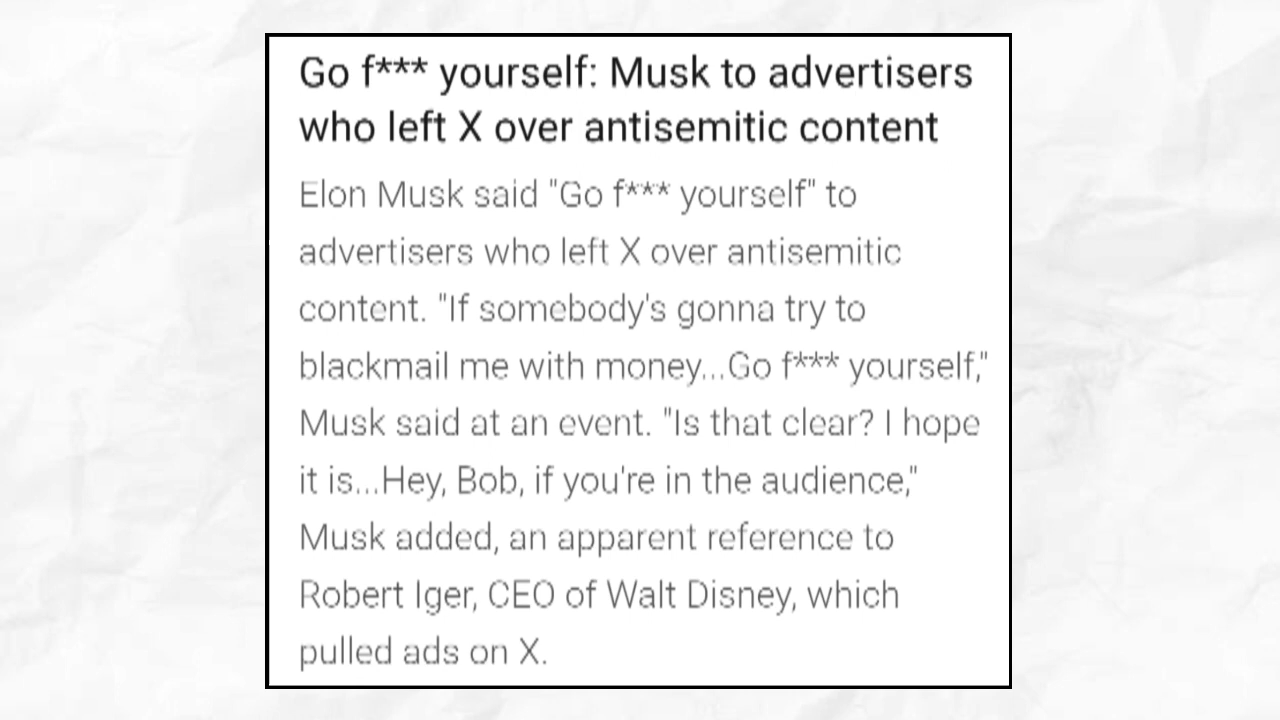 Go f*** yourself: Musk to advertisers
who left X over antisemitic content
Elon Musk said "Go f*** yourself" to
advertisers who left X over antisemitic
content. "If somebody's gonna try to
blackmail me with money...Go f*** yourself,"
Musk said at an event. "Is that clear? I hope
it is...Hey, Bob, if you're in the audience,"
Musk added, an apparent reference to
Robert Iger, CEO of Walt Disney, which
pulled ads on X.